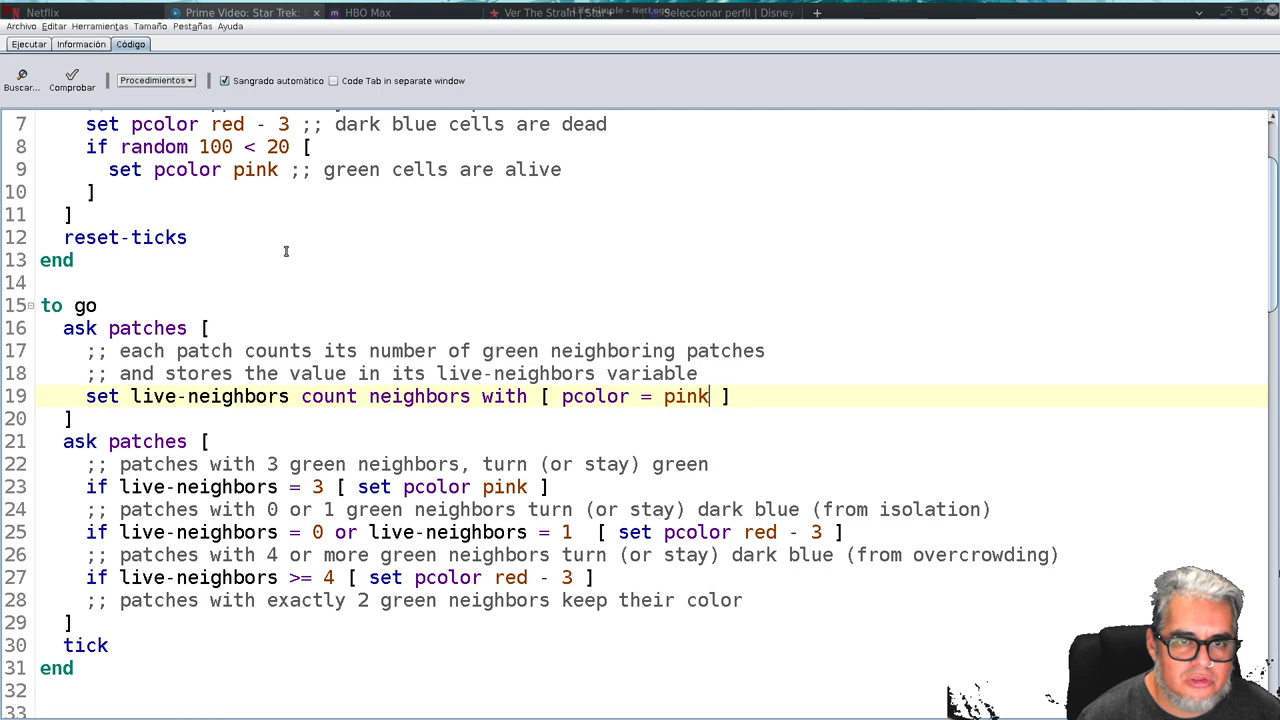 Netflix
Prime Video: Star Trek:
HBO Max
Ver The Strain | Star+
Seleccionar perfil | Disney
Archivo Editar Herramientas Tamaño Pestañas Ayuda
Ejecutar Información Código
Buscar... Comprobar Procedimientos Sangrado automático Code Tab in separate window
7 set pcolor red - 3 ;; dark blue cells are dead
8 if random 100 < 20 [
9 set pcolor pink ;; green cells are alive
10 ]
11 ]
12 reset-ticks
13 end
14
15 to go
16 ask patches [
17 ;; each patch counts its number of green neighboring patches
18 ;; and stores the value in its live-neighbors variable
19 set live-neighbors count neighbors with [ pcolor = pink ]
20 ]
21 ask patches [
22 ;; patches with 3 green neighbors, turn (or stay) green
23 if live-neighbors = 3 [ set pcolor pink ]
24 ;; patches with 0 or 1 green neighbors turn (or stay) dark blue (from isolation)
25 if live-neighbors = 0 or live-neighbors = 1  [ set pcolor red - 3 ]
26 ;; patches with 4 or more green neighbors turn (or stay) dark blue (from overcrowding)
27 if live-neighbors >= 4 [ set pcolor red - 3 ]
28 ;; patches with exactly 2 green neighbors keep their color
29 ]
30 tick
31 end
32
33